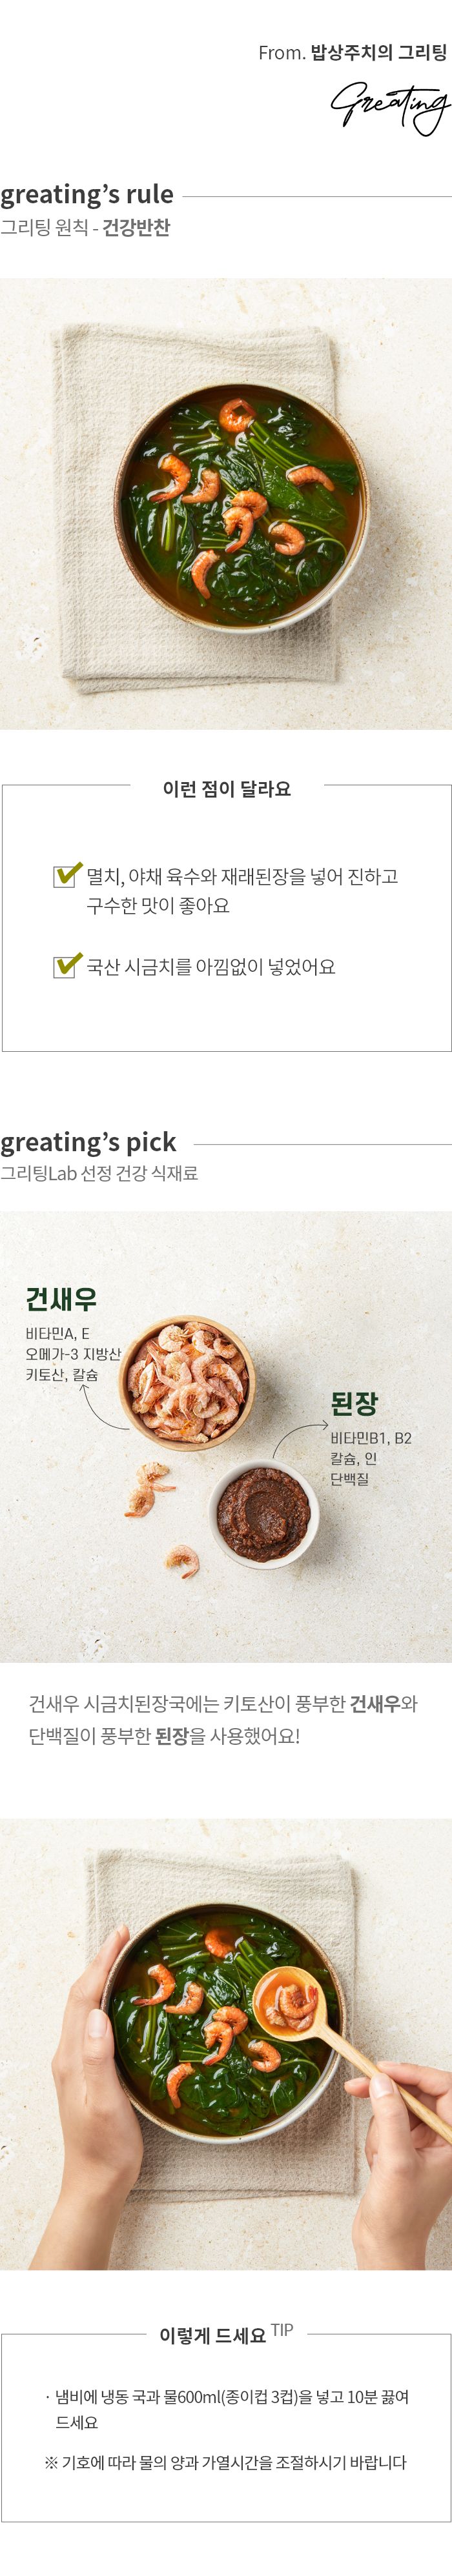 From. 밥상주치의 그리팅
Greating
greating’s rule
그리팅 원칙 - 건강반찬
이런 점이 달라요
멸치, 야채 육수와 재래된장을 넣어 진하고
구수한 맛이 좋아요
국산 시금치를 아낌없이 넣었어요
greating’s pick
그리팅Lab 선정 건강 식재료
건새우
비타민A, E
오메가-3 지방산
키토산, 칼슘
된장
비타민B1, B2
칼슘, 인
단백질
건새우 시금치된장국에는 키토산이 풍부한 건새우와
단백질이 풍부한 된장을 사용했어요!
이렇게 드세요 TIP
· 냄비에 냉동 국과 물600ml(종이컵 3컵)을 넣고 10분 끓여
드세요
※ 기호에 따라 물의 양과 가열시간을 조절하시기 바랍니다